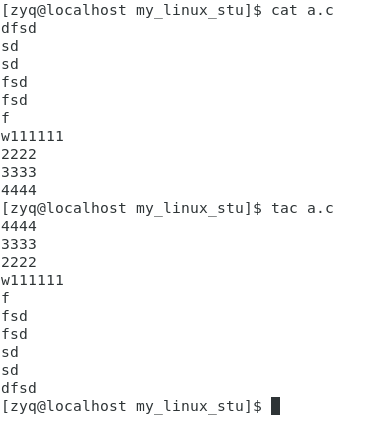 [zyq@localhost my_linux_stu]$ cat a.c
dfsd
sd
sd
fsd
fsd
f
w111111
2222
3333
4444
[zyq@localhost my_linux_stu]$ tac a.c
4444
3333
2222
w111111
f
fsd
fsd
sd
sd
dfsd
[zyq@localhost my_linux_stu]$